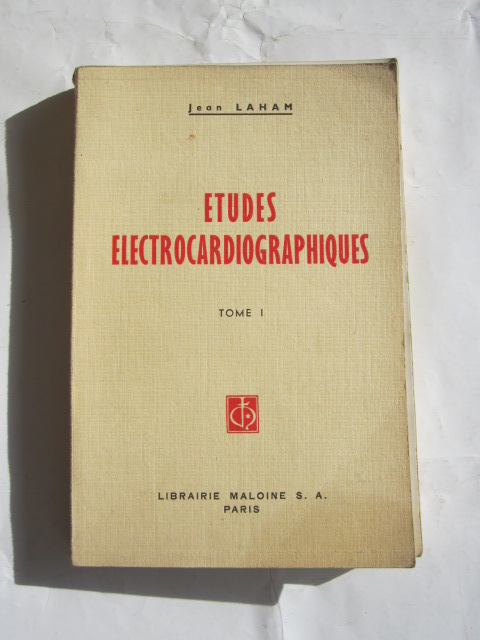 Jean LAHAM
ETUDES
ELECTROCARDIOGRAPHIQUES
TOME I
LIBRAIRIE MALOINE S. A.
PARIS